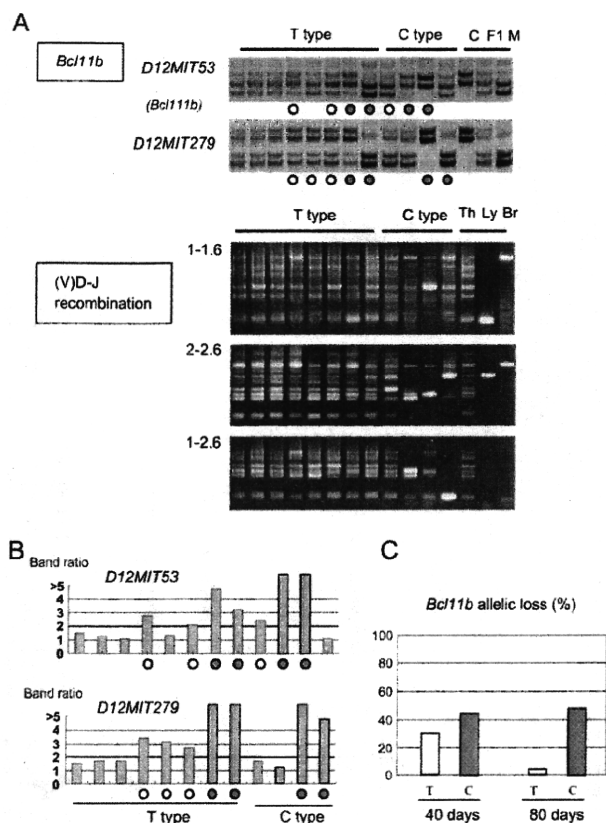 A
T type C type C F1 M
Bcl11b
D12MIT53
(Bcl111b)
D12MIT279
T type C type Th Ly Br
1-1.6
(V)D-J
recombination
2-2.6
1-2.6
B
Band ratio
D12MIT53
>5
4
3
2
1
0
Band ratio
D12MIT279
>5
4
3
2
1
0
T type C type
C
Bcl11b allelic loss (%)
100
80
60
40
20
0
T C T C
40 days 80 days